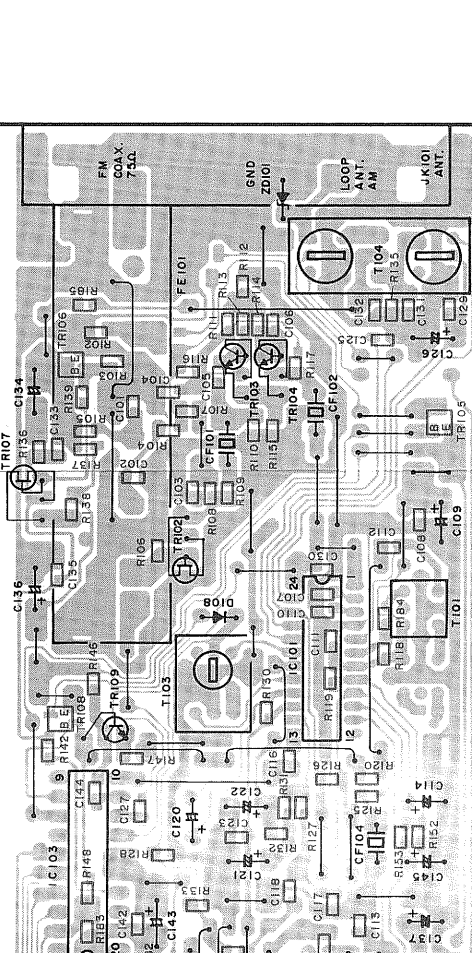 FM
COAX.
75Ω
GND
ZD101
LOOP
ANT.
AM
JK101
ANT.
R112
T104
R135
FE101
R113
R114
R185
TR106
R102
R111
C106
C132
C131
C129
C125
C126
B E
R103
R116
C105
R117
C134
R139
C104
TR103
TR104
CF102
C133
R136
R105
C101
R107
CF101
R110
R115
B E
TR105
TR107
R137
R104
C102
R138
C103
R108
R109
C108
C109
R106
TR102
C112
C136
C135
C130
24
1
C107
C110
D108
R184
T101
R146
T103
IC101
C111
R118
TR109
TR108
B E
R130
R119
R142
13
12
R147
C116
9
10
C144
C127
C120
C122
R131
R126
R120
R125
C114
IC103
C123
R132
R127
CF104
R153
R152
R148
R128
C121
C145
R133
C118
C117
R183
C142
C143
C113
C137